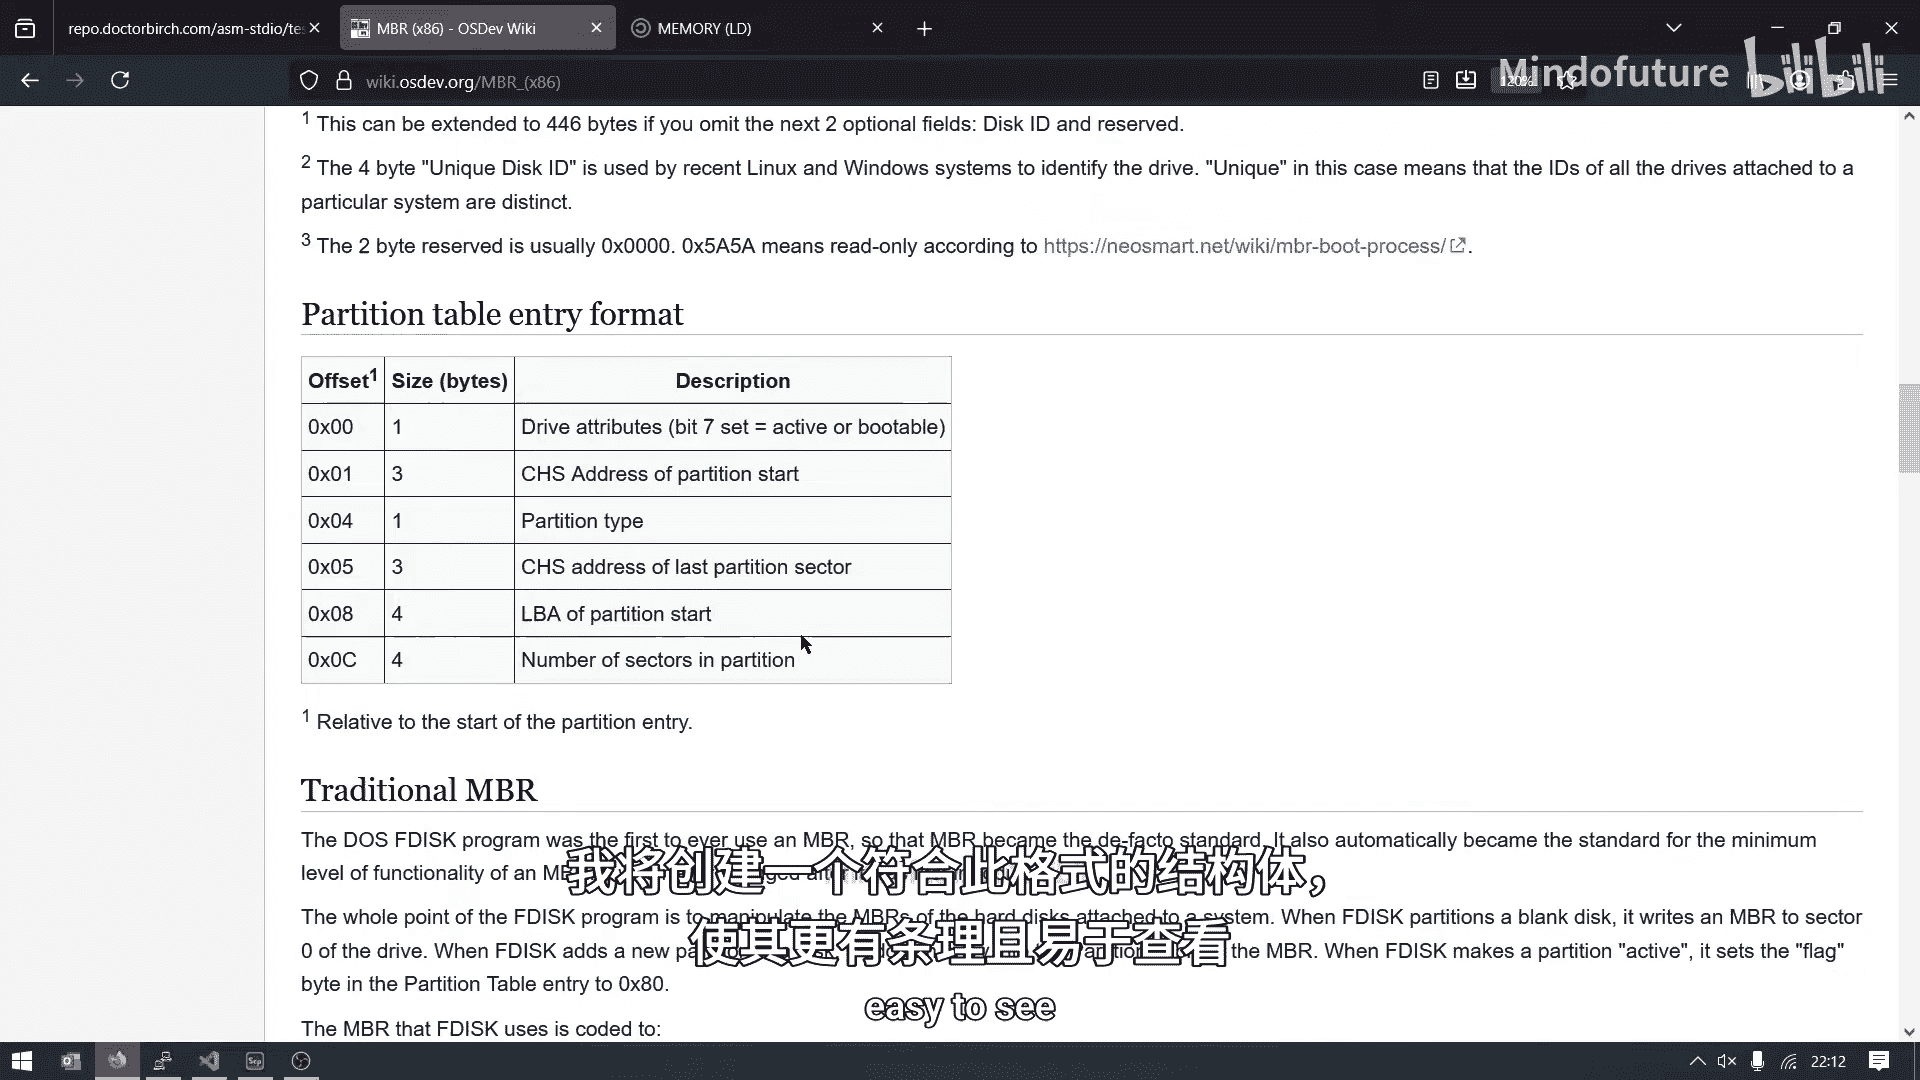 repo.doctorbirch.com/asm-stdio/te
MBR (x86) - OSDev Wiki
MEMORY (LD)
wiki.osdev.org/MBR_(x86)
120%
Mindofuture bilibili
1 This can be extended to 446 bytes if you omit the next 2 optional fields: Disk ID and reserved.
2 The 4 byte "Unique Disk ID" is used by recent Linux and Windows systems to identify the drive. "Unique" in this case means that the IDs of all the drives attached to a
particular system are distinct.
3 The 2 byte reserved is usually 0x0000. 0x5A5A means read-only according to https://neosmart.net/wiki/mbr-boot-process/.
Partition table entry format
Offset1 Size (bytes) Description
0x00 1 Drive attributes (bit 7 set = active or bootable)
0x01 3 CHS Address of partition start
0x04 1 Partition type
0x05 3 CHS address of last partition sector
0x08 4 LBA of partition start
0x0C 4 Number of sectors in partition
1 Relative to the start of the partition entry.
Traditional MBR
The DOS FDISK program was the first to ever use an MBR, so that MBR became the de-facto standard. It also automatically became the standard for the minimum
level of functionality of an
我将创建一个符合此格式的结构体，
The whole point of the FDISK program is to manipulate the MBRs of the hard disks attached to a system. When FDISK partitions a blank disk, it writes an MBR to sector
使其更有条理且易于查看
0 of the drive. When FDISK adds a new the MBR. When FDISK makes a partition "active", it sets the "flag"
byte in the Partition Table entry to 0x80.
easy to see
The MBR that FDISK uses is coded to:
22:12